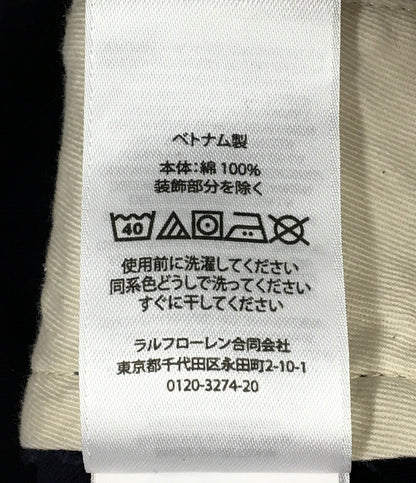 ベトナム製
本体：綿 100%
装飾部分を除く
40
使用前に洗濯してください
同系色どうしで洗ってください
すぐに干してください
ラルフローレン合同会社
東京都千代田区永田町2-10-1
0120-3274-20